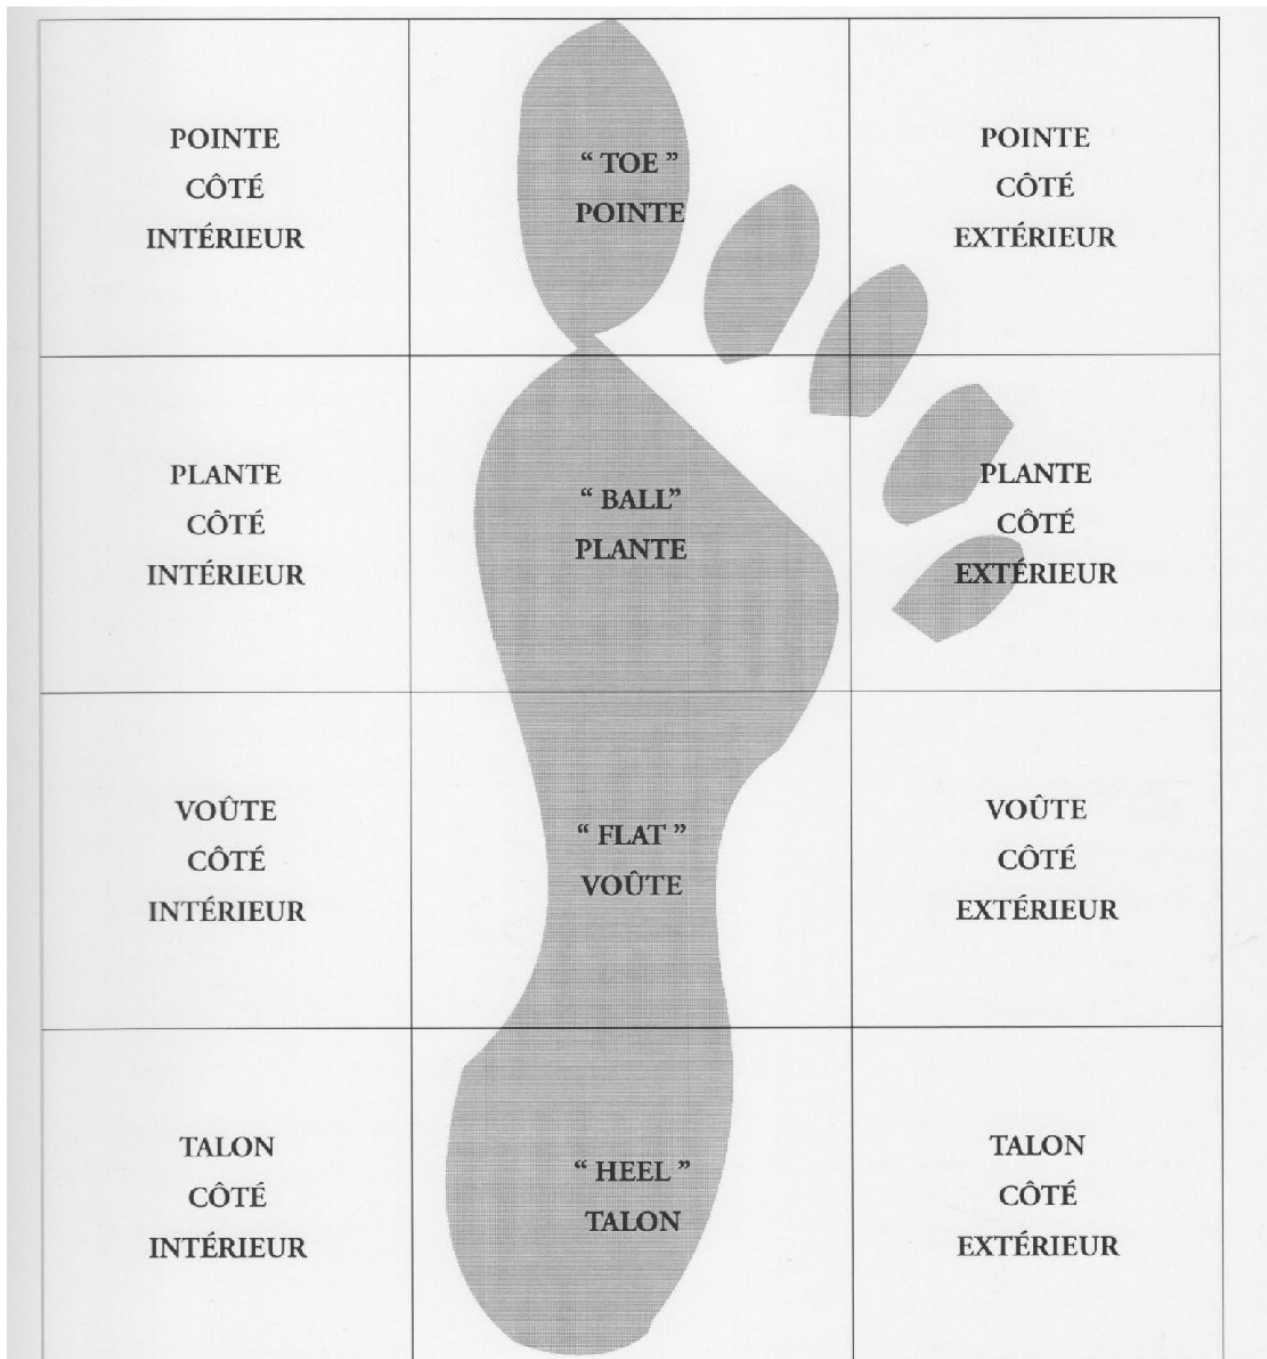 POINTE
CÔTÉ
INTÉRIEUR
“ TOE ”
POINTE
POINTE
CÔTÉ
EXTÉRIEUR
PLANTE
CÔTÉ
INTÉRIEUR
“ BALL”
PLANTE
PLANTE
CÔTÉ
EXTÉRIEUR
VOÛTE
CÔTÉ
INTÉRIEUR
“ FLAT ”
VOÛTE
VOÛTE
CÔTÉ
EXTÉRIEUR
TALON
CÔTÉ
INTÉRIEUR
“ HEEL ”
TALON
TALON
CÔTÉ
EXTÉRIEUR